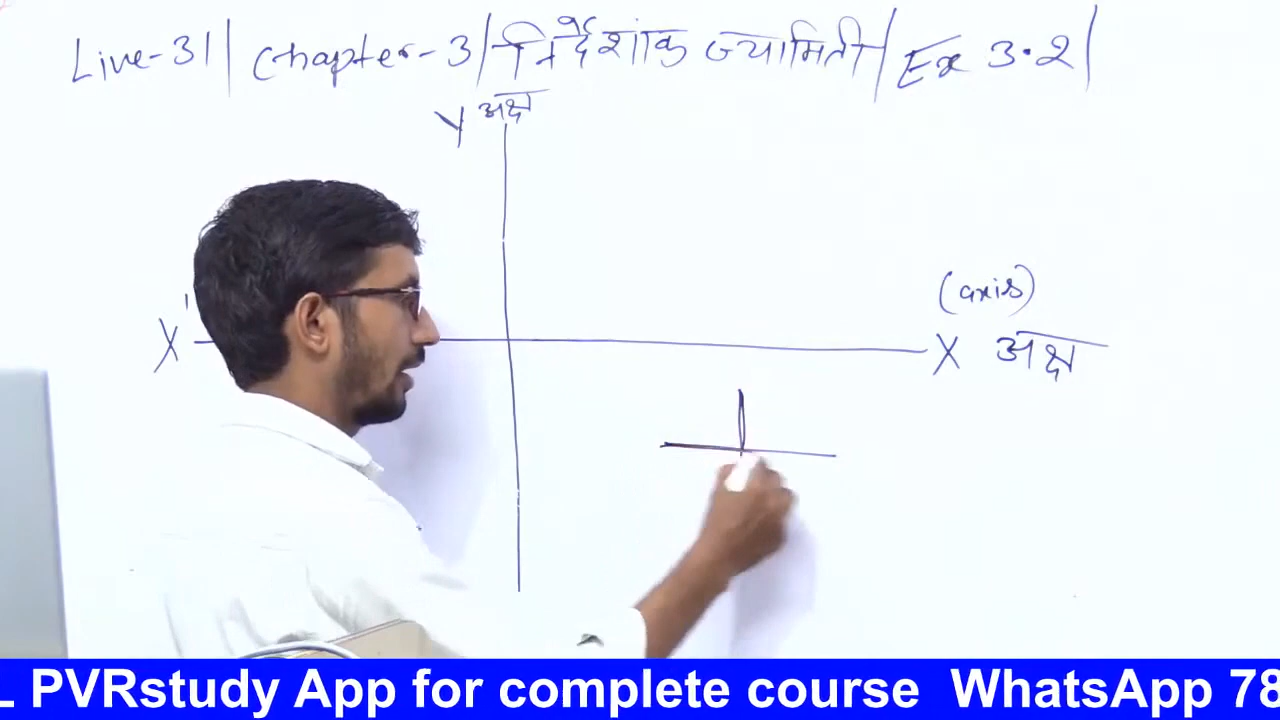 Live-31 | Chapter-3 | निर्देशांक ज्यामिती | Ex 3.2 |
Y अक्ष
(axis)
X' X अक्ष
L PVRstudy App for complete course WhatsApp 78